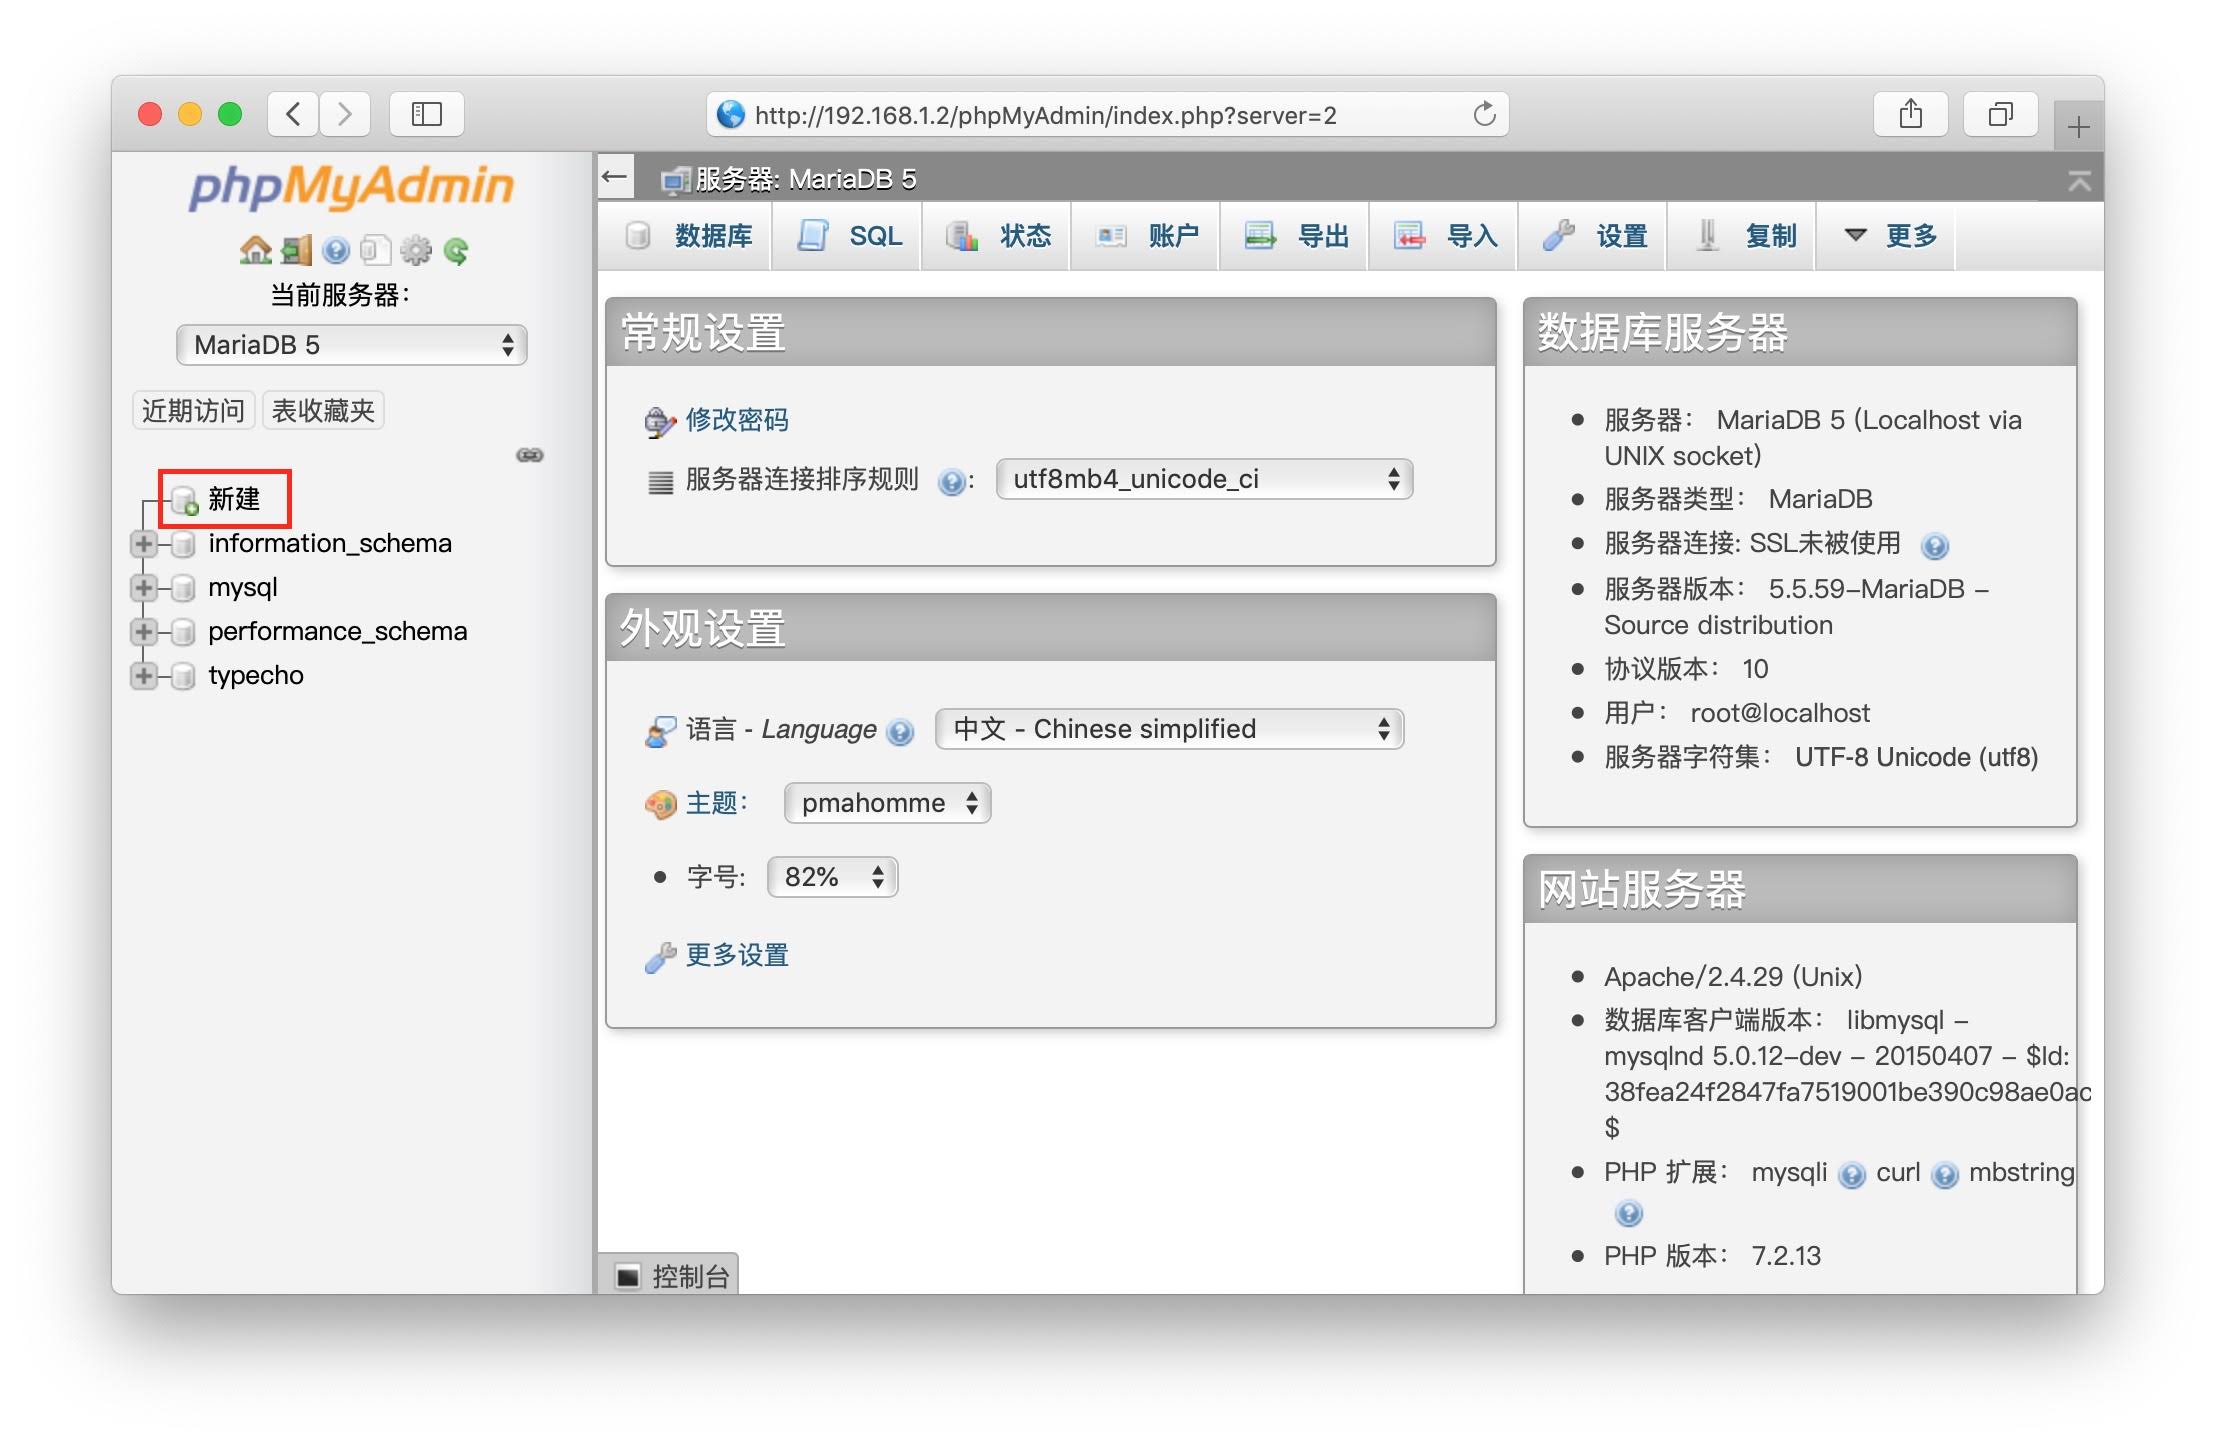 http://192.168.1.2/phpMyAdmin/index.php?server=2
phpMyAdmin
当前服务器：
MariaDB 5
近期访问 表收藏夹
新建
information_schema
mysql
performance_schema
typecho
服务器: MariaDB 5
数据库 SQL 状态 账户 导出 导入 设置 复制 更多
常规设置
修改密码
服务器连接排序规则 : utf8mb4_unicode_ci
外观设置
语言 - Language 中文 - Chinese simplified
主题： pmahomme
字号: 82%
更多设置
数据库服务器
服务器： MariaDB 5 (Localhost via
UNIX socket)
服务器类型： MariaDB
服务器连接: SSL未被使用
服务器版本： 5.5.59-MariaDB -
Source distribution
协议版本： 10
用户： root@localhost
服务器字符集： UTF-8 Unicode (utf8)
网站服务器
Apache/2.4.29 (Unix)
数据库客户端版本： libmysql -
mysqlnd 5.0.12-dev - 20150407 - $Id:
38fea24f2847fa7519001be390c98ae0ac
$
PHP 扩展： mysqli curl mbstring
PHP 版本： 7.2.13
控制台